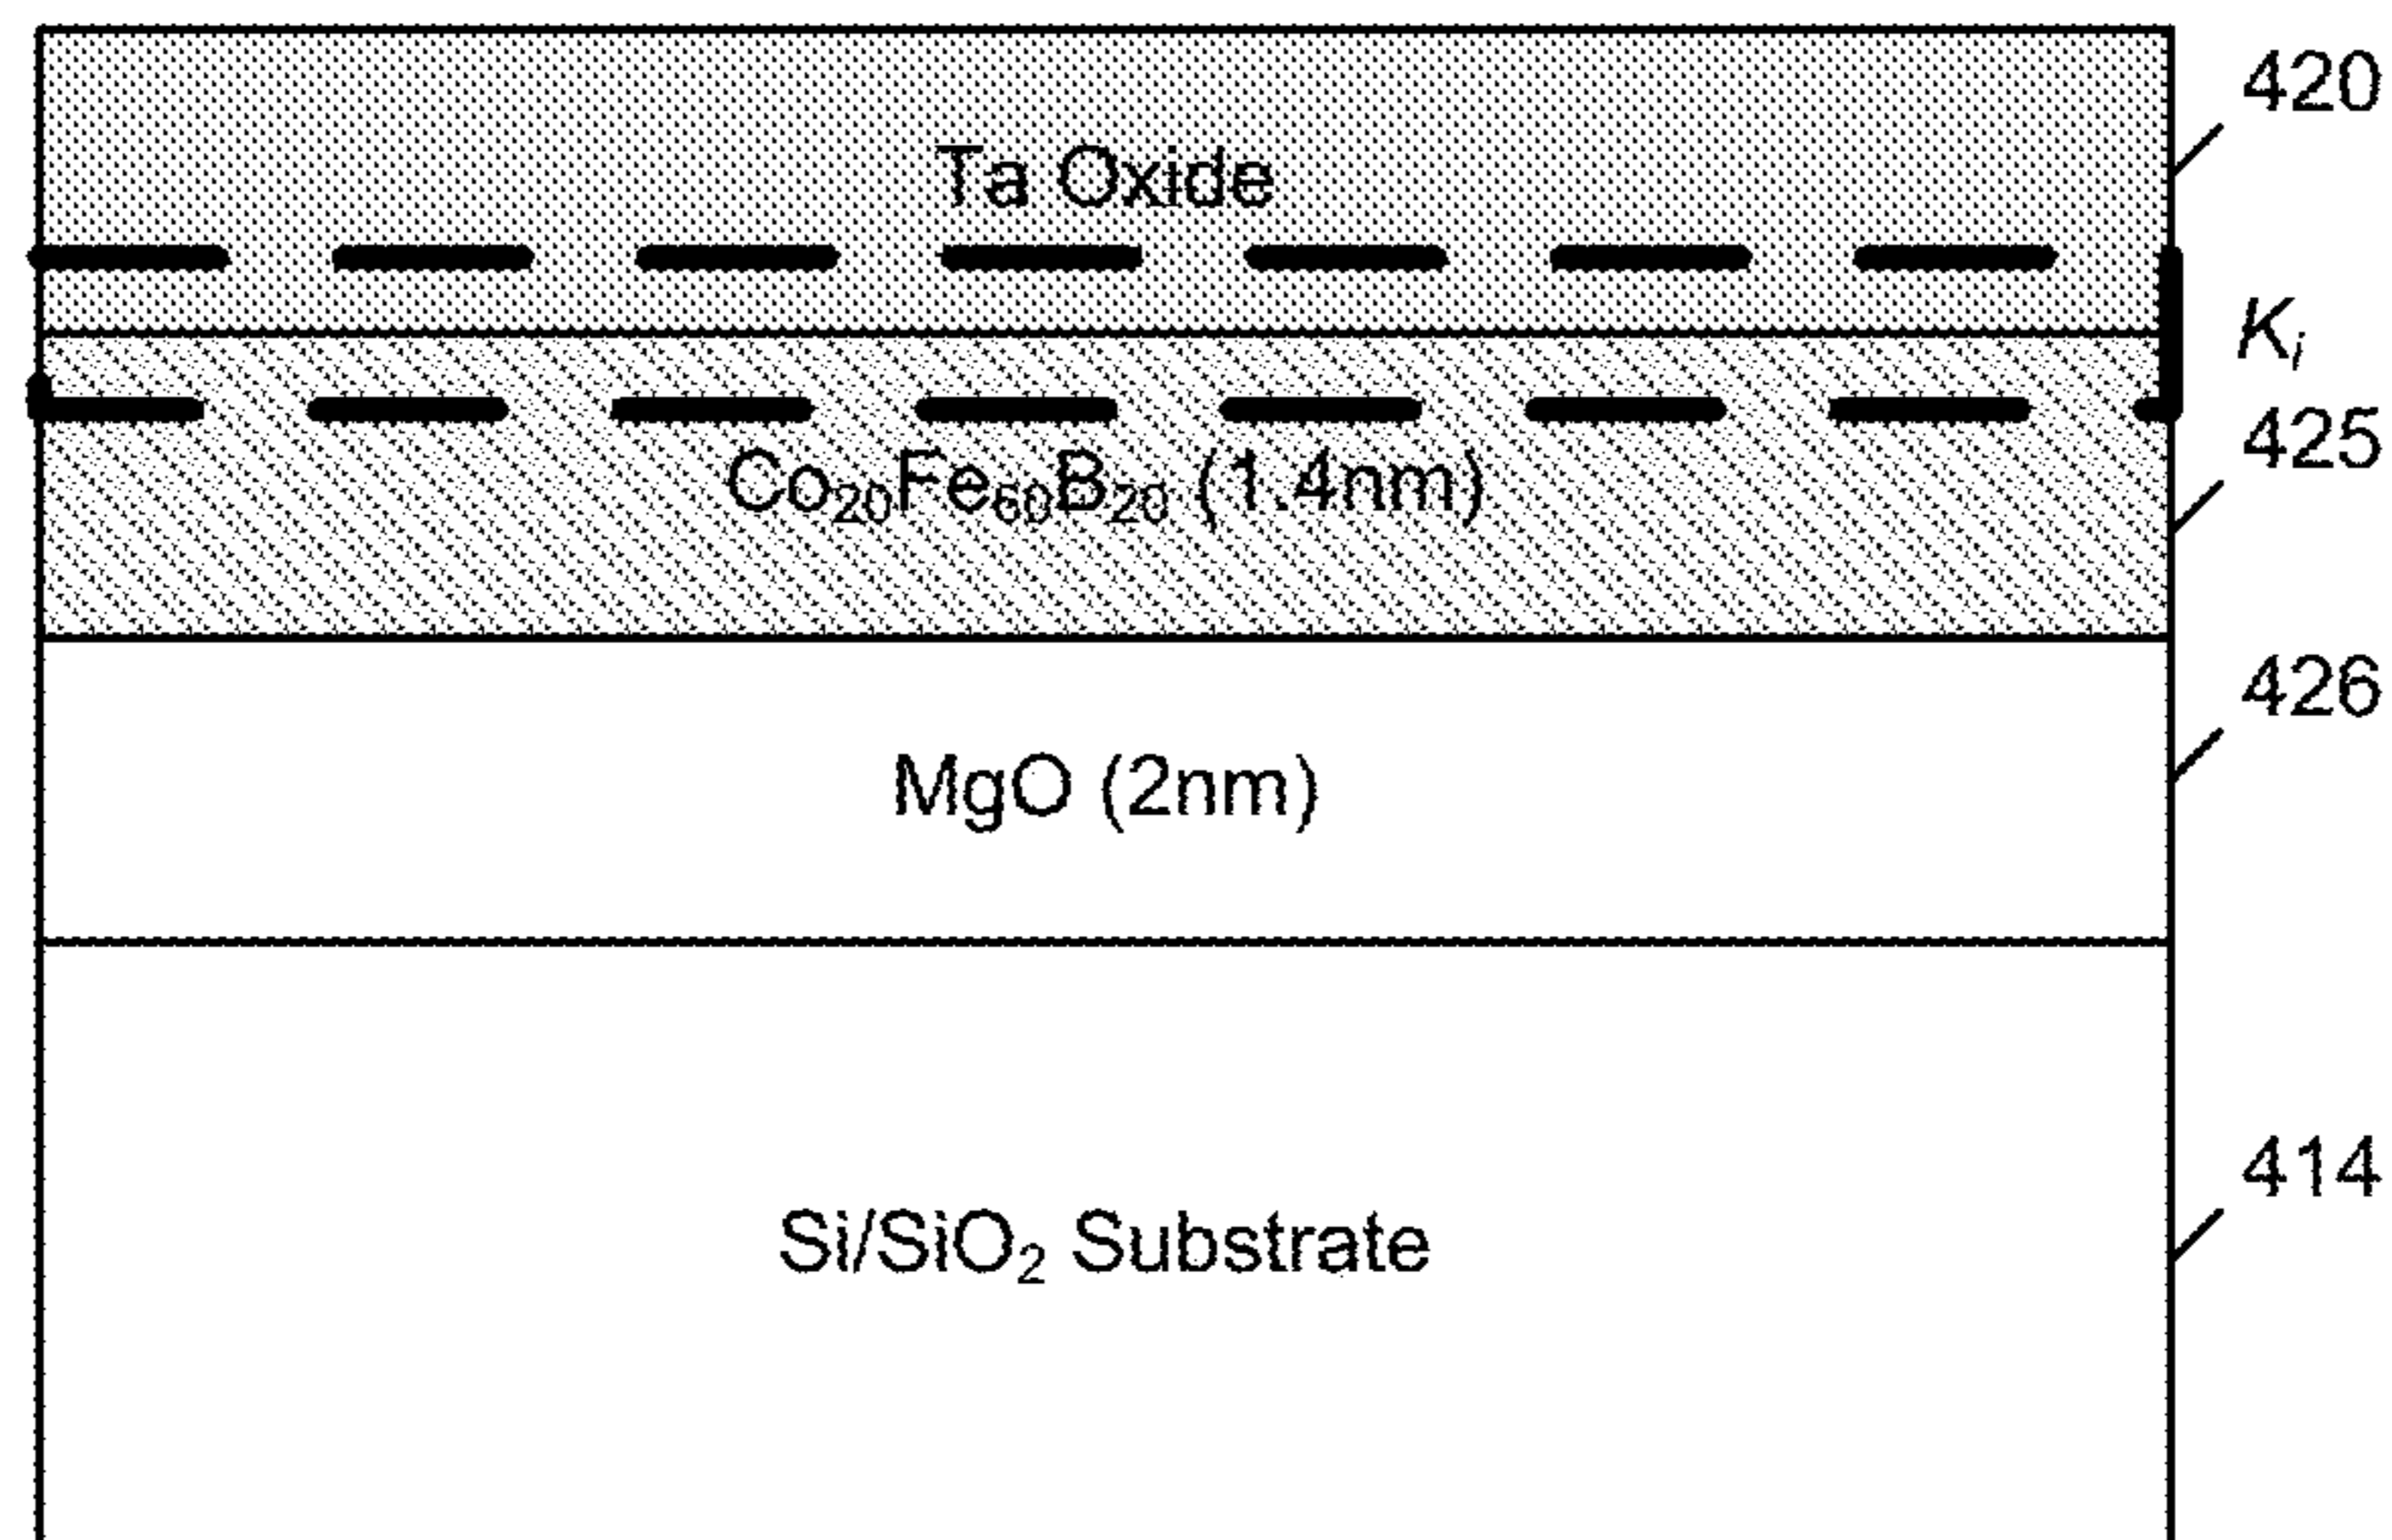 420
Ta Oxide
Kᵢ
425
Co₂₀Fe₆₀B₂₀ (1.4nm)
426
MgO (2nm)
414
Si/SiO₂ Substrate